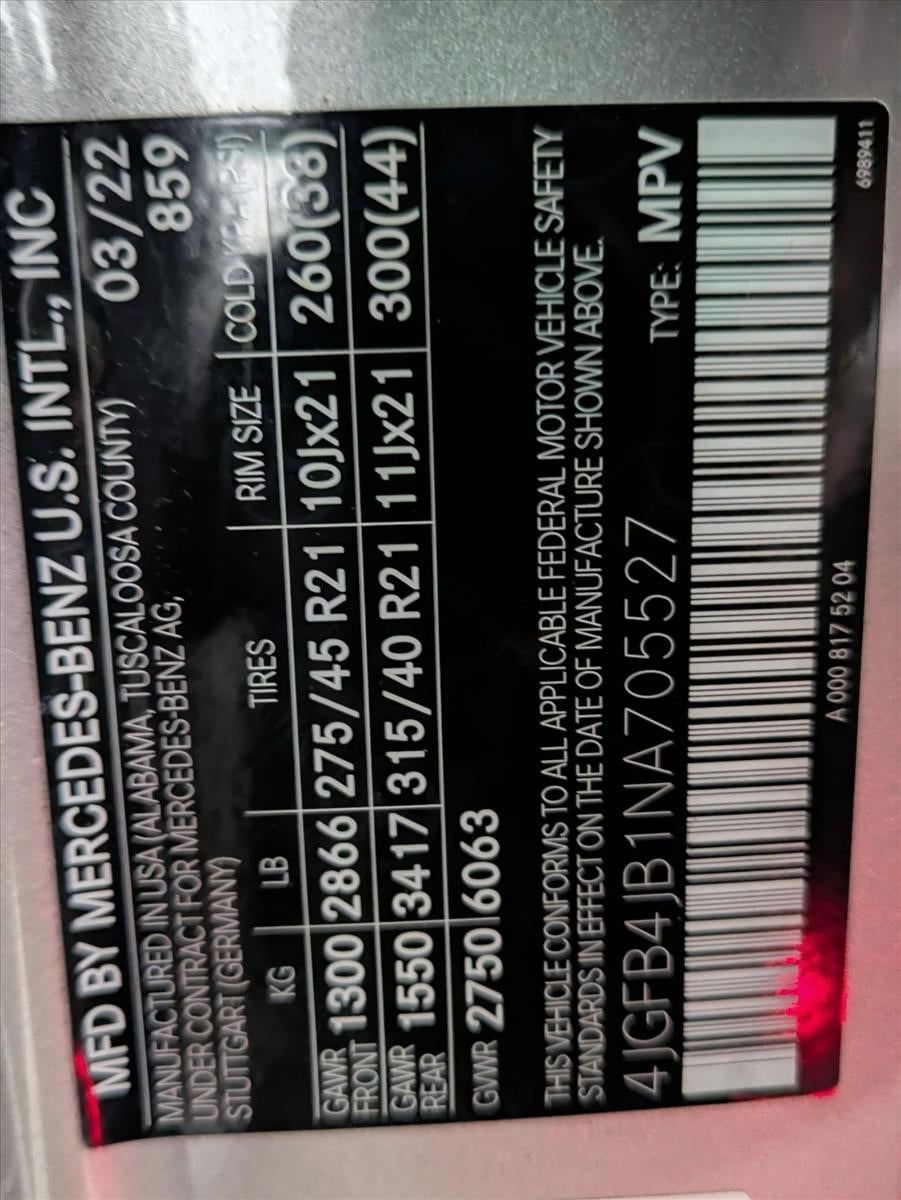 MFD BY MERCEDES-BENZ U.S. INTL., INC
MANUFACTURED IN USA (ALABAMA, TUSCALOOSA COUNTY) 03/22
UNDER CONTRACT FOR MERCEDES-BENZ AG, 859
STUTTGART (GERMANY)
KG LB TIRES RIM SIZE COLD (PSI)
GAWR FRONT 1300 2866 275/45 R21 10Jx21 260(38)
GAWR REAR 1550 3417 315/40 R21 11Jx21 300(44)
GVWR 2750 6063
THIS VEHICLE CONFORMS TO ALL APPLICABLE FEDERAL MOTOR VEHICLE SAFETY
STANDARDS IN EFFECT ON THE DATE OF MANUFACTURE SHOWN ABOVE.
4JGFB4JB1NA705527 TYPE: MPV
A 000 817 52 04
6989411